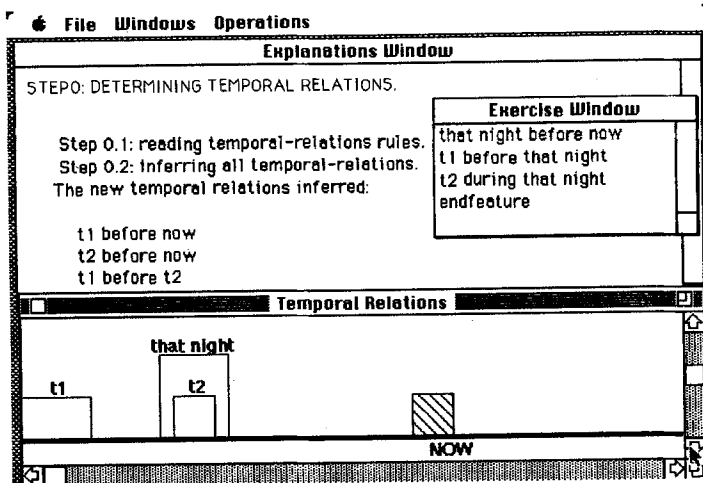 File Windows Operations
Explanations Window
STEP0: DETERMINING TEMPORAL RELATIONS.
Step 0.1: reading temporal-relations rules.
Step 0.2: inferring all temporal-relations.
The new temporal relations inferred:
t1 before now
t2 before now
t1 before t2
Exercise Window
that night before now
t1 before that night
t2 during that night
endfeature
Temporal Relations
that night
t1 t2
NOW